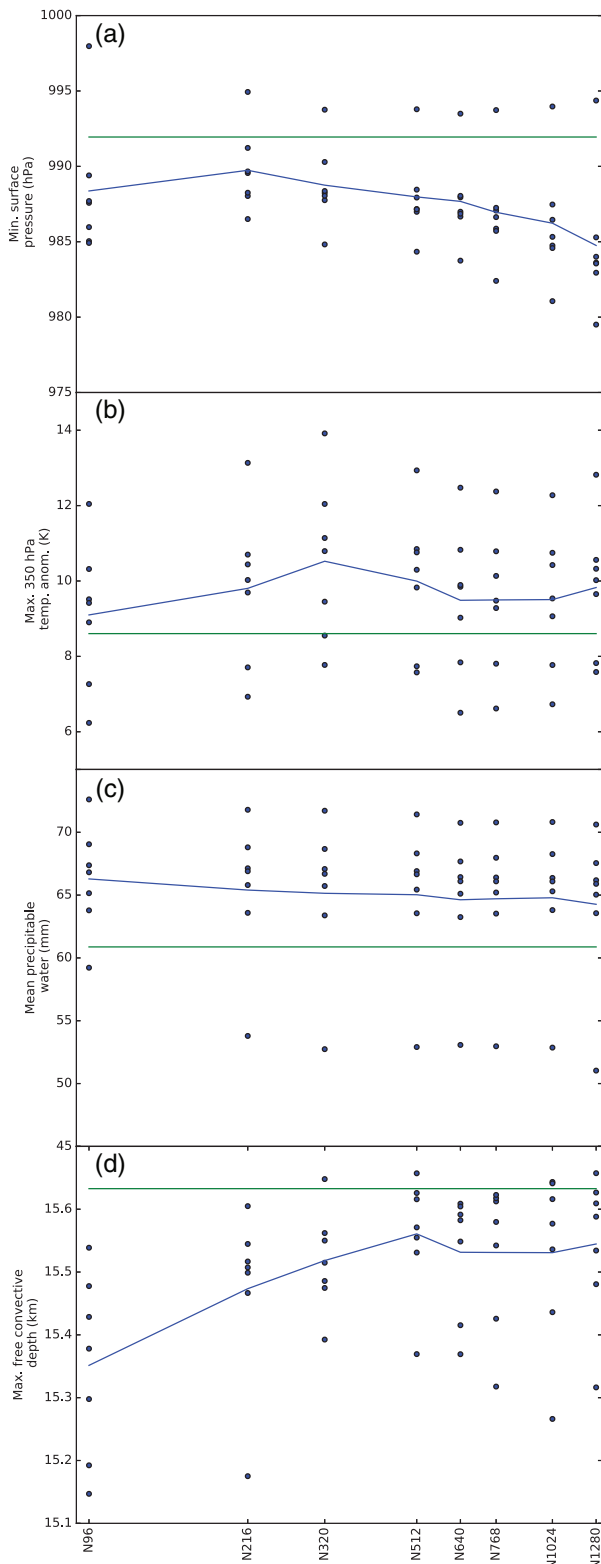 (a)
1000
995
990
985
980
975
Min. surface
pressure (hPa)
(b)
14
12
10
8
6
Max. 350 hPa
temp. anom. (K)
(c)
70
65
60
55
50
45
Mean precipitable
water (mm)
(d)
15.6
15.5
15.4
15.3
15.2
15.1
Max. free convective
depth (km)
N96
N216
N320
N512
N640
N768
N1024
N1280